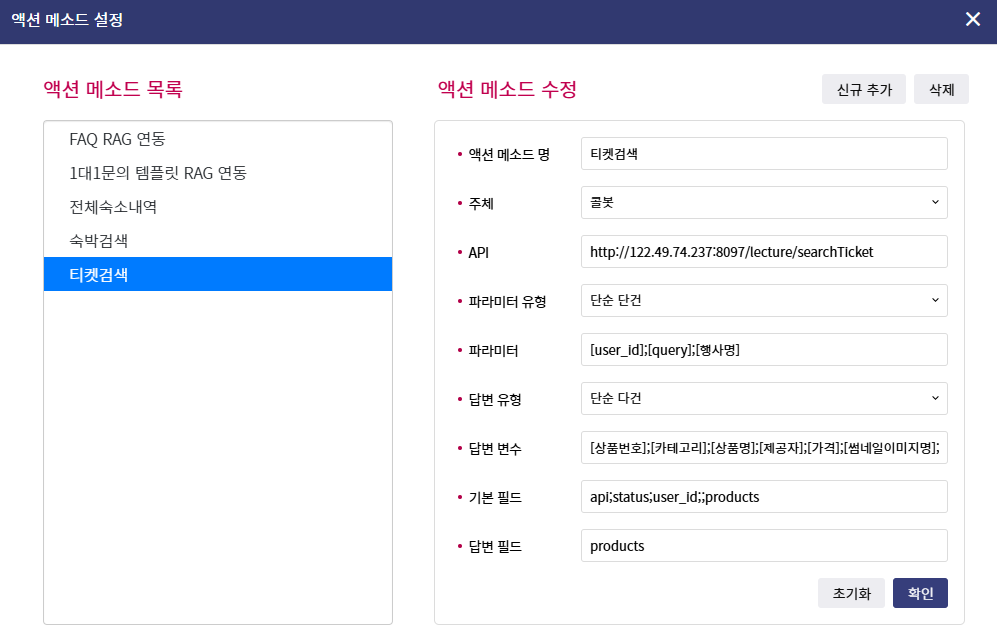 액션 메소드 설정
액션 메소드 목록
FAQ RAG 연동
1대1문의 템플릿 RAG 연동
전체숙소내역
숙박검색
티켓검색
액션 메소드 수정
신규 추가
삭제
액션 메소드 명
티켓검색
주체
콜봇
API
http://122.49.74.237:8097/lecture/searchTicket
파라미터 유형
단순 단건
파라미터
[user_id];[query];[행사명]
답변 유형
단순 다건
답변 변수
[상품번호];[카테고리];[상품명];[제공자];[가격];[썸네일이미지명];
기본 필드
api;status;user_id;;products
답변 필드
products
초기화
확인